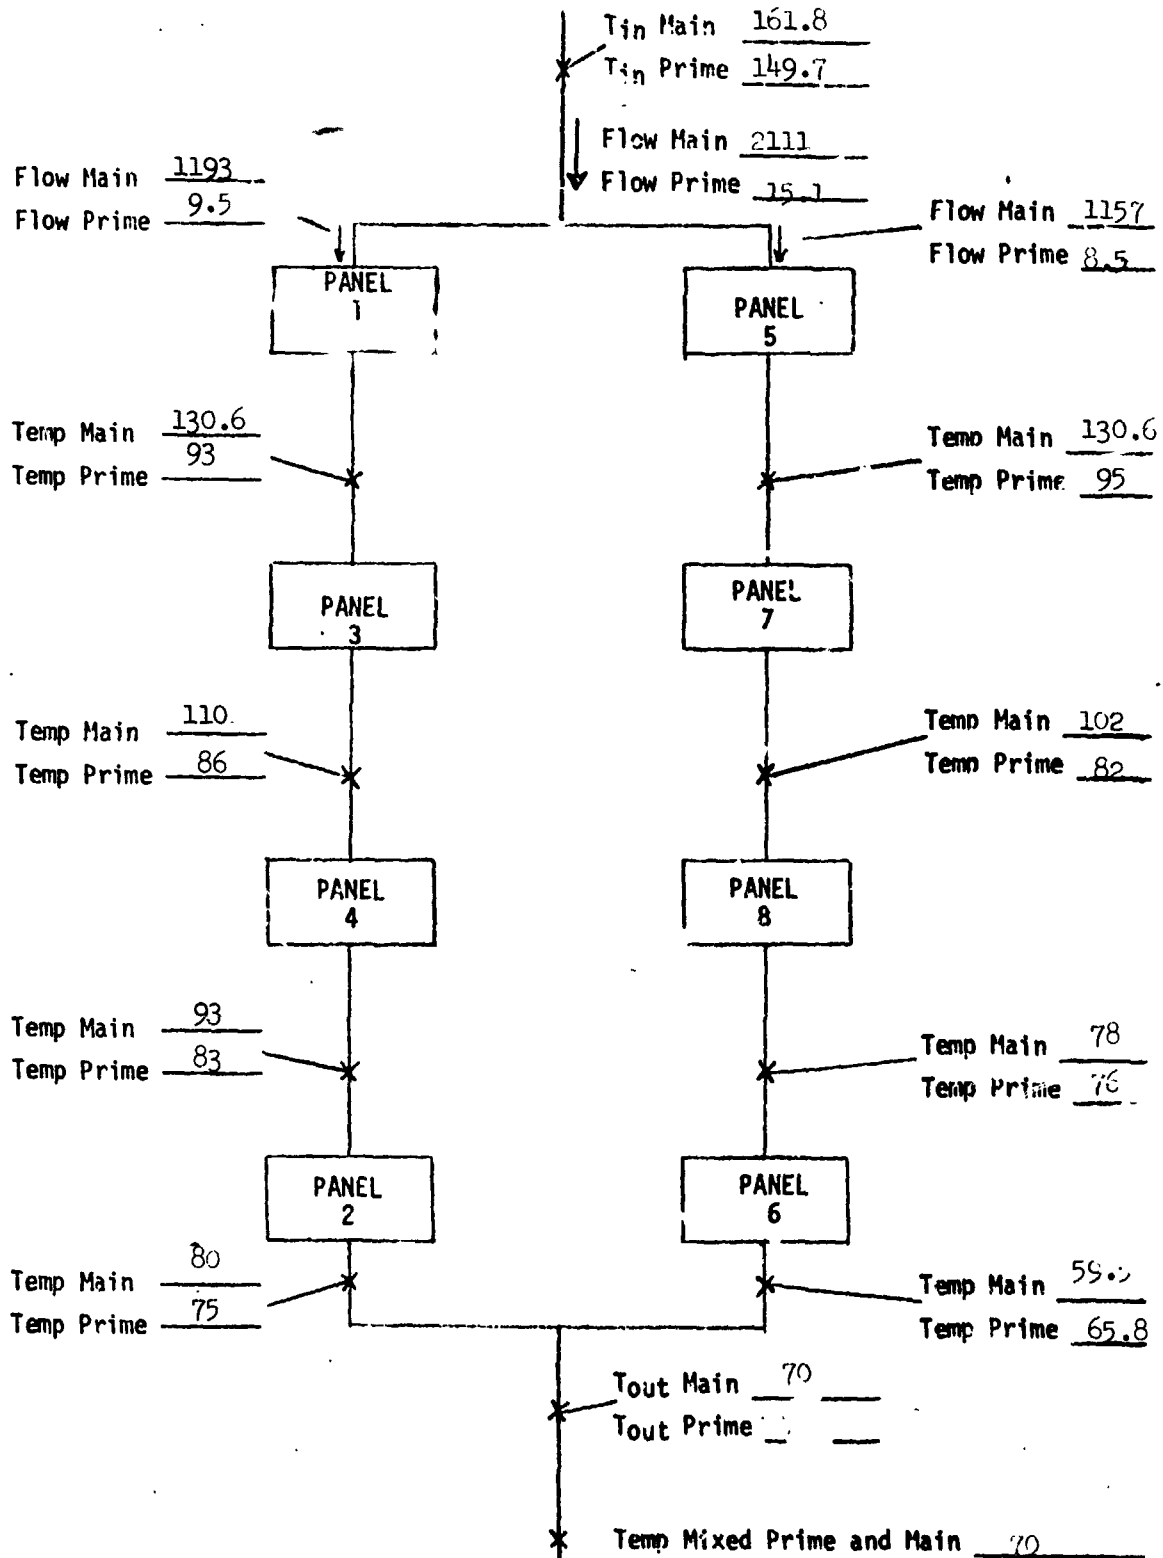 Tin Main 161.8
Tin Prime 149.7
Flow Main 2111
Flow Prime 15.1
Flow Main 1193
Flow Prime 9.5
Flow Main 1157
Flow Prime 8.5
PANEL
1
PANEL
5
Temp Main 130.6
Temp Prime 93
Temp Main 130.6
Temp Prime 95
PANEL
3
PANEL
7
Temp Main 110
Temp Prime 86
Temp Main 102
Temp Prime 82
PANEL
4
PANEL
8
Temp Main 93
Temp Prime 83
Temp Main 78
Temp Prime 76
PANEL
2
PANEL
6
Temp Main 80
Temp Prime 75
Temp Main
Temp Prime 65.8
Tout Main 70
Tout Prime
Temp Mixed Prime and Main 70